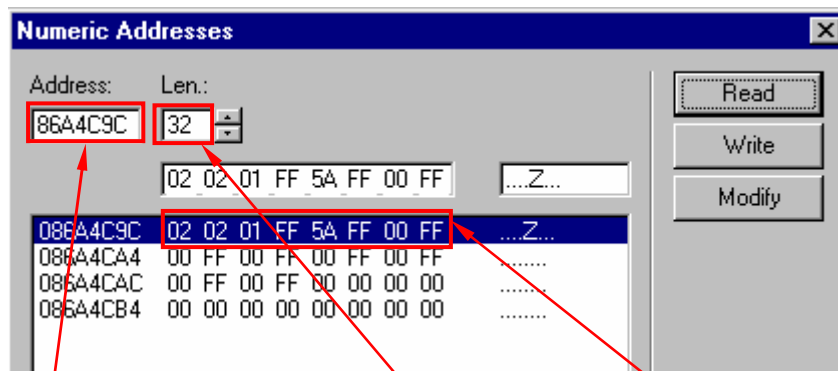 Numeric Addresses
Address: Len.:
Read
86A4C9C 32
Write
02 02 01 FF 5A FF 00 FF ....Z...
Modify
086A4C9C 02 02 01 FF 5A FF 00 FF ....Z...
086A4CA4 00 FF 00 FF 00 FF 00 FF ........
086A4CAC 00 FF 00 FF 00 00 00 00 ........
086A4CB4 00 00 00 00 00 00 00 00 ........